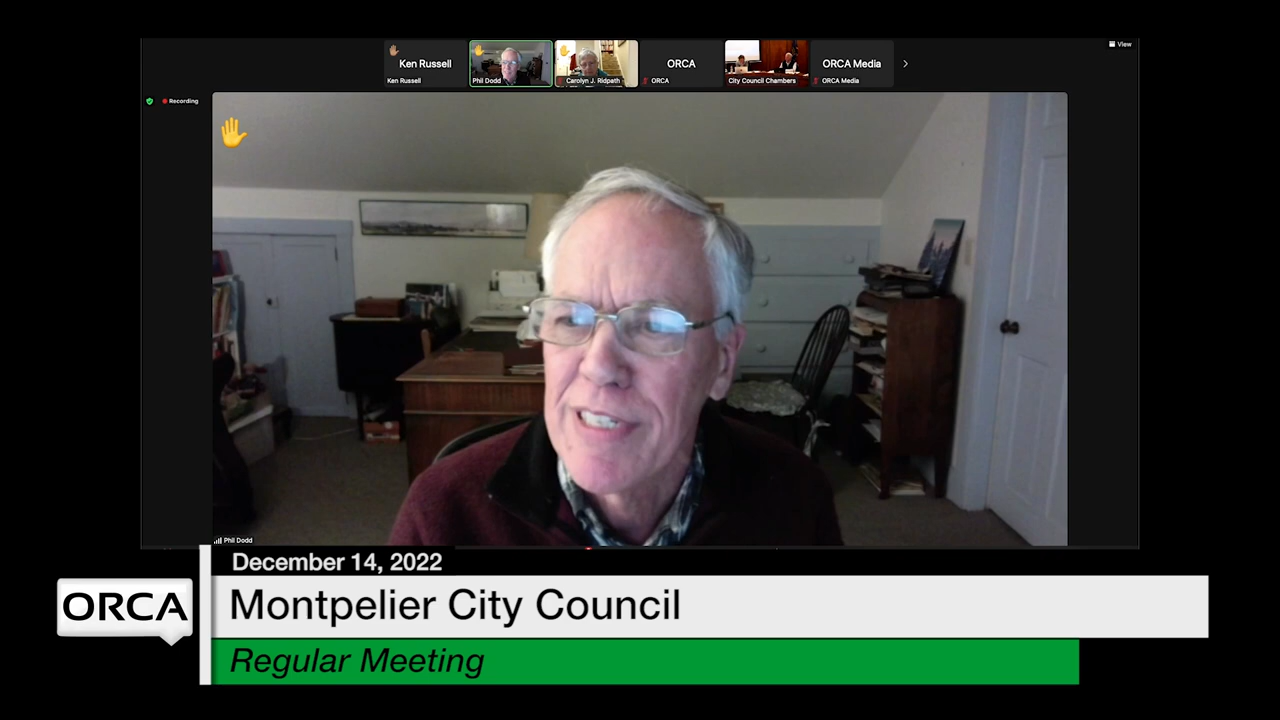 View
Ken Russell
Ken Russell
Phil Dodd
Carolyn J. Ridpath
ORCA
ORCA
City Council Chambers
ORCA Media
ORCA Media
Recording
Phil Dodd
December 14, 2022
ORCA
Montpelier City Council
Regular Meeting